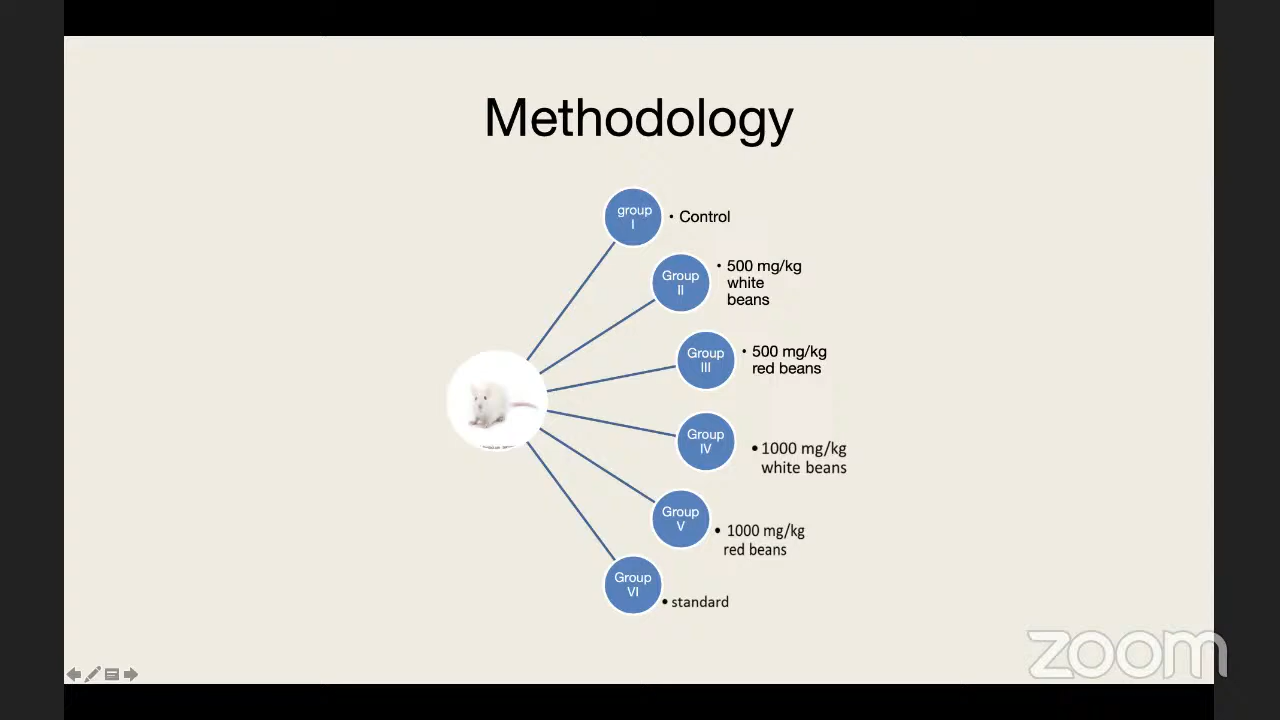 Methodology
group
I
• Control
Group
II
• 500 mg/kg
white
beans
Group
III
• 500 mg/kg
red beans
Group
IV
• 1000 mg/kg
white beans
Group
V
• 1000 mg/kg
red beans
Group
VI
• standard
zoom